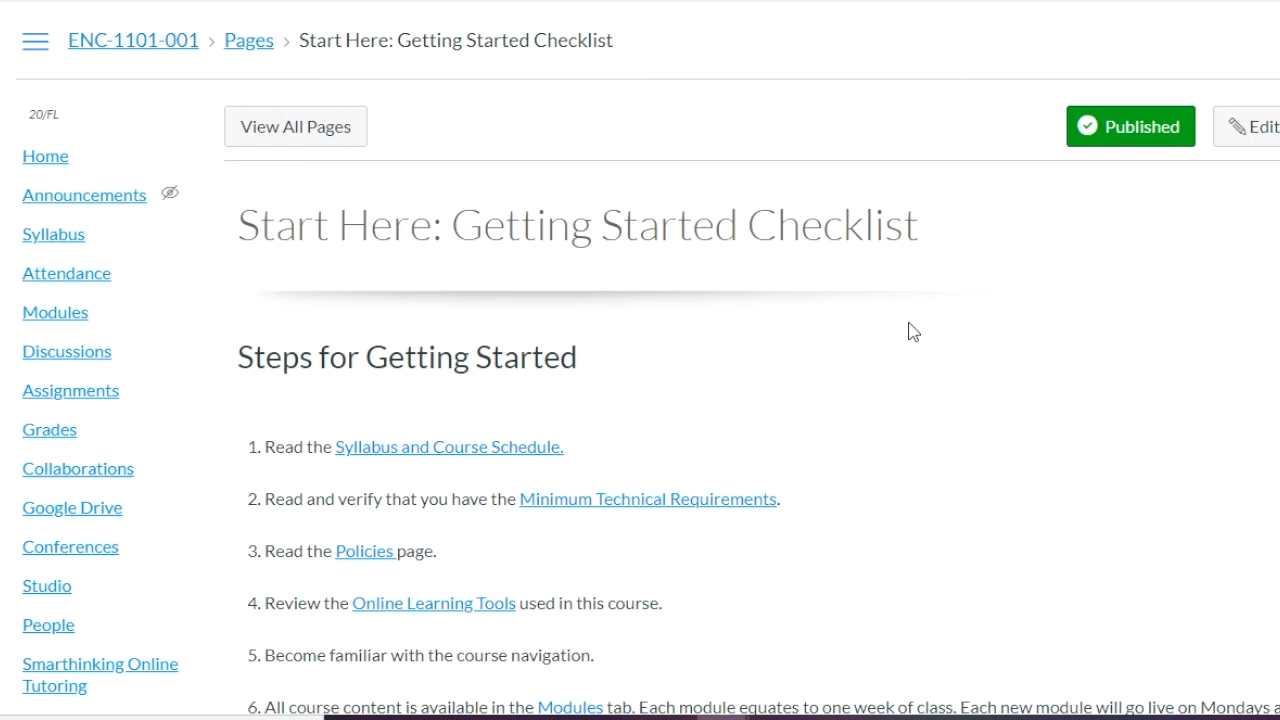 ENC-1101-001 > Pages > Start Here: Getting Started Checklist
20/FL
View All Pages
Published
Edit
Home
Announcements
Syllabus
Attendance
Modules
Discussions
Assignments
Grades
Collaborations
Google Drive
Conferences
Studio
People
Smarthinking Online
Tutoring
Start Here: Getting Started Checklist
Steps for Getting Started
1. Read the Syllabus and Course Schedule.
2. Read and verify that you have the Minimum Technical Requirements.
3. Read the Policies page.
4. Review the Online Learning Tools used in this course.
5. Become familiar with the course navigation.
6. All course content is available in the Modules tab. Each module equates to one week of class. Each new module will go live on Mondays